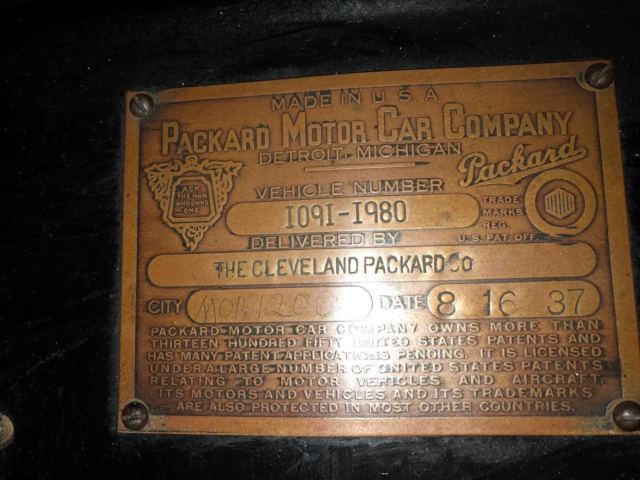 MADE IN U S A
PACKARD MOTOR CAR COMPANY
DETROIT, MICHIGAN
Packard
ASK
THE MAN
WHO OWNS
ONE
VEHICLE NUMBER
1091-1980
TRADE
MARKS
REG.
U.S. PAT. OFF.
DELIVERED BY
THE CLEVELAND PACKARD CO
CITY
DATE 8 16 37
PACKARD MOTOR CAR COMPANY OWNS MORE THAN
THIRTEEN HUNDRED FIFTY UNITED STATES PATENTS AND
HAS MANY PATENT APPLICATIONS PENDING. IT IS LICENSED
UNDER A LARGE NUMBER OF UNITED STATES PATENTS
RELATING TO MOTOR VEHICLES AND AIRCRAFT.
ITS MOTORS AND VEHICLES AND ITS TRADEMARKS
ARE ALSO PROTECTED IN MOST OTHER COUNTRIES.